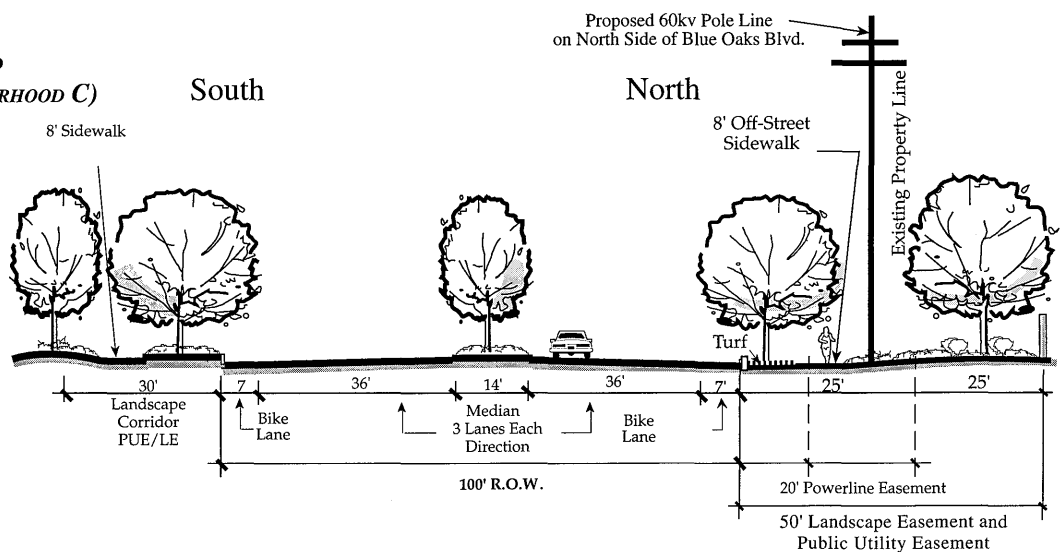 Proposed 60kv Pole Line
on North Side of Blue Oaks Blvd.
RHOOD C)
South
North
8' Sidewalk
8' Off-Street
Sidewalk
Existing Property Line
Turf
30'
7
36'
14'
36'
7'
25'
25'
Landscape
Corridor
PUE/LE
Bike
Lane
Median
3 Lanes Each
Direction
Bike
Lane
100' R.O.W.
20' Powerline Easement
50' Landscape Easement and
Public Utility Easement